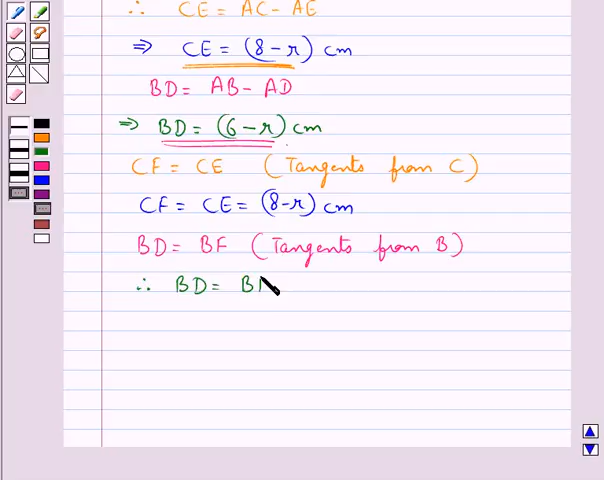 ∴ CE = AC - AE
⇒ CE = (8-r) cm
BD = AB - AD
⇒ BD = (6-r) cm
CF = CE (Tangents from C)
CF = CE = (8-r) cm
BD = BF (Tangents from B)
∴ BD = B